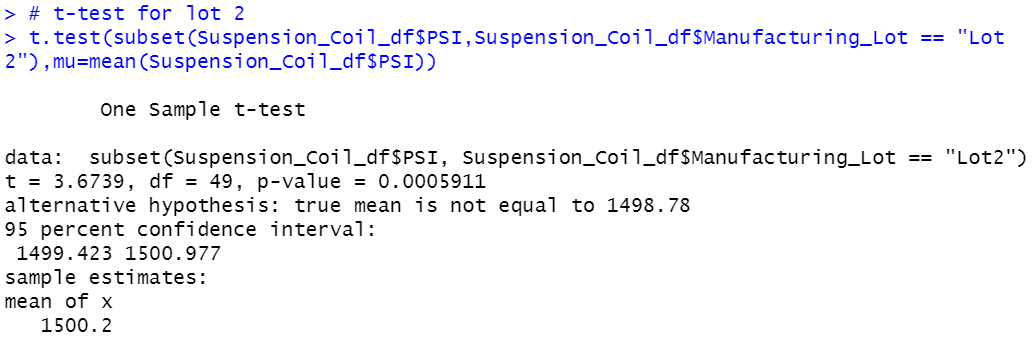 > # t-test for lot 2
> t.test(subset(Suspension_Coil_df$PSI,Suspension_Coil_df$Manufacturing_Lot == "Lot
2"),mu=mean(Suspension_Coil_df$PSI))
One Sample t-test
data:  subset(Suspension_Coil_df$PSI, Suspension_Coil_df$Manufacturing_Lot == "Lot2")
t = 3.6739, df = 49, p-value = 0.0005911
alternative hypothesis: true mean is not equal to 1498.78
95 percent confidence interval:
1499.423 1500.977
sample estimates:
mean of x
1500.2